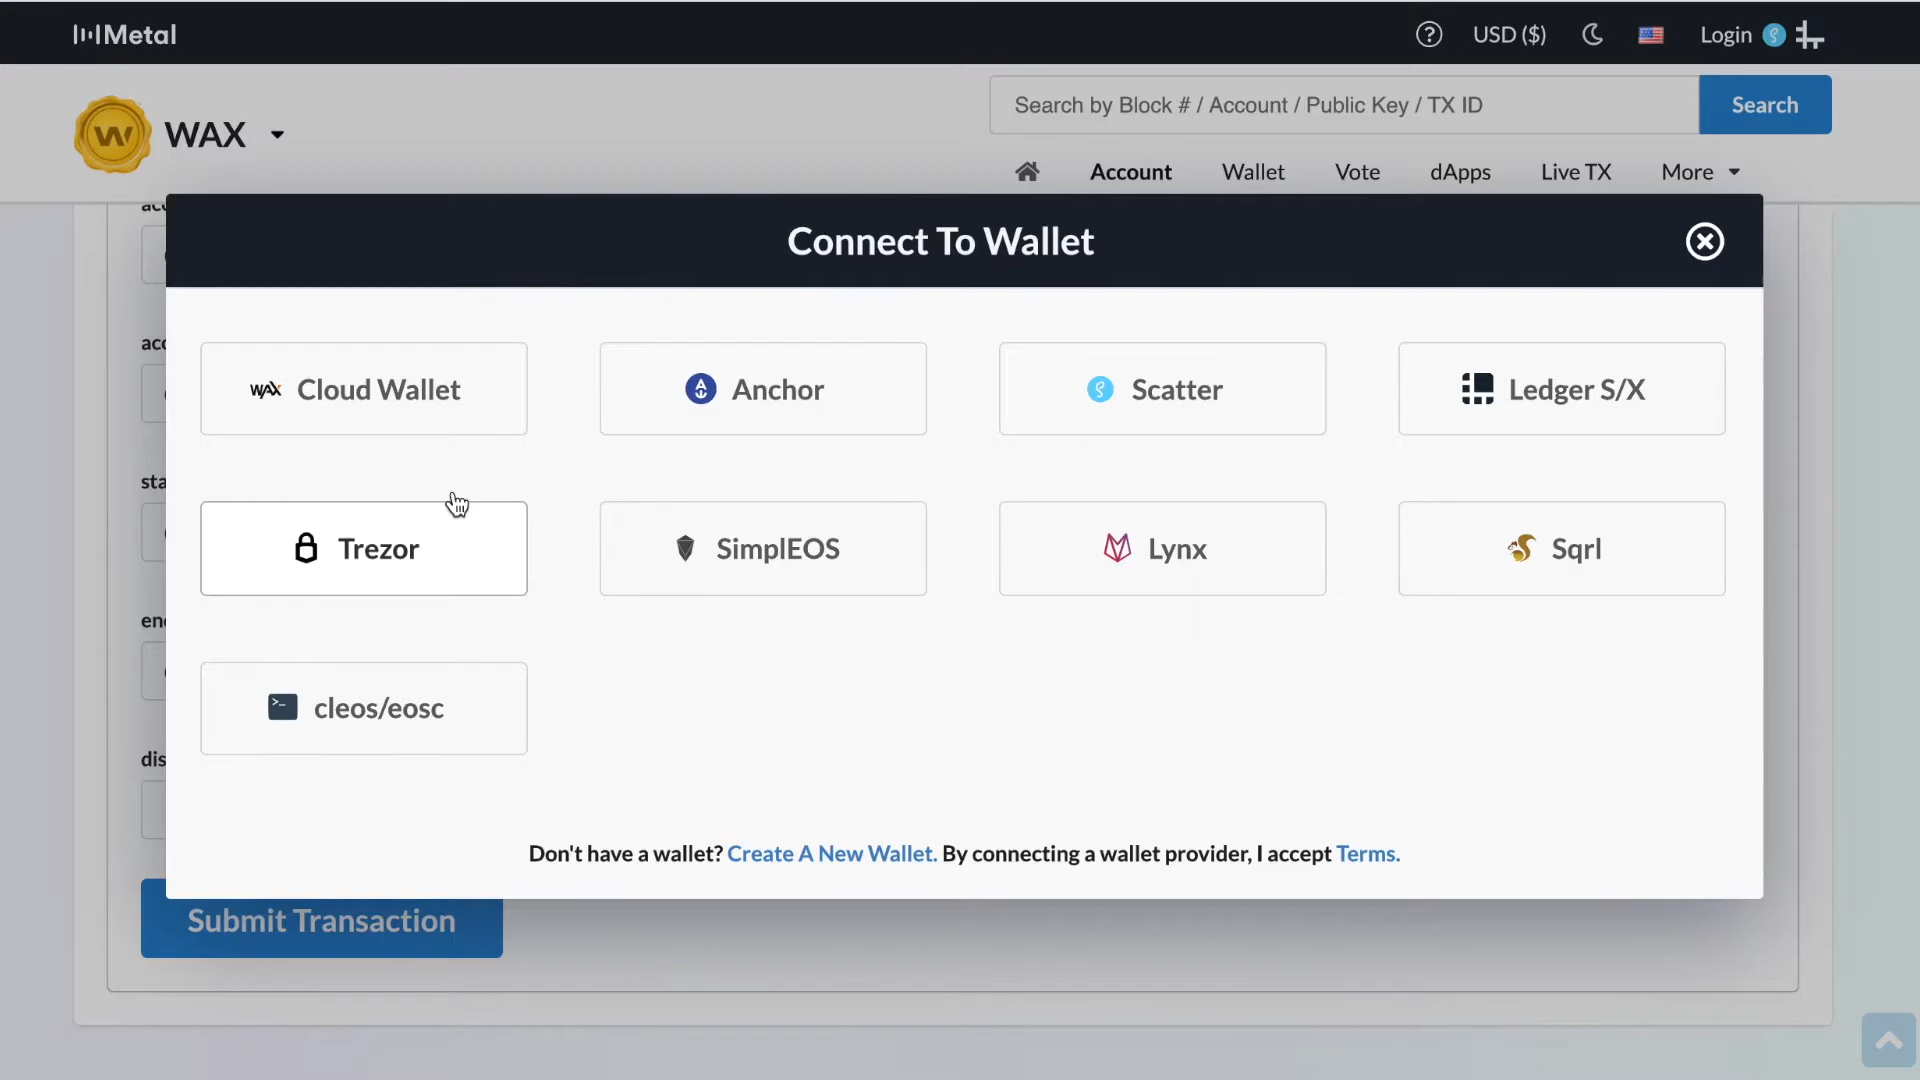 Metal
USD ($)
Login
WAX
Search by Block # / Account / Public Key / TX ID
Search
Account
Wallet
Vote
dApps
Live TX
More
Connect To Wallet
WAX Cloud Wallet
Anchor
Scatter
Ledger S/X
Trezor
SimplEOS
Lynx
Sqrl
cleos/eosc
Don't have a wallet? Create A New Wallet. By connecting a wallet provider, I accept Terms.
Submit Transaction